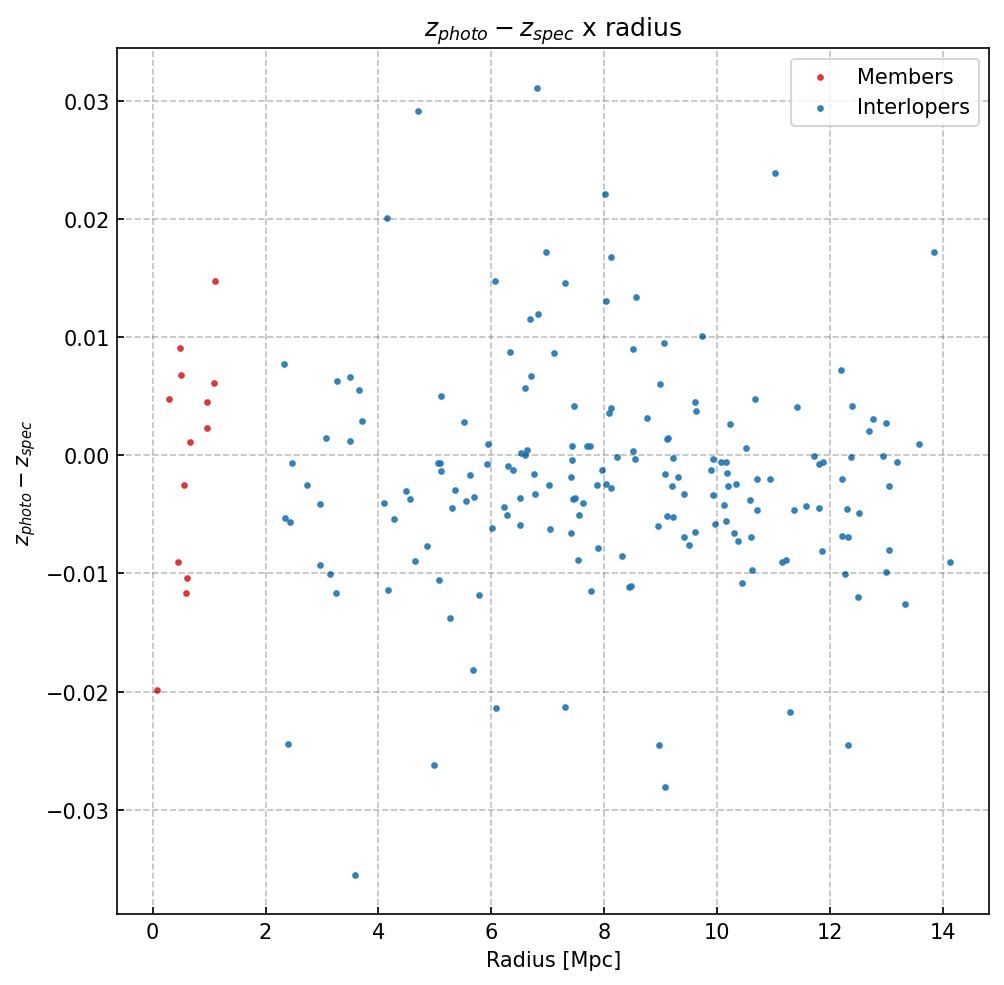 z_photo − z_spec x radius
Members
Interlopers
0.03
0.02
0.01
0.00
−0.01
−0.02
−0.03
z_photo − z_spec
0 2 4 6 8 10 12 14
Radius [Mpc]